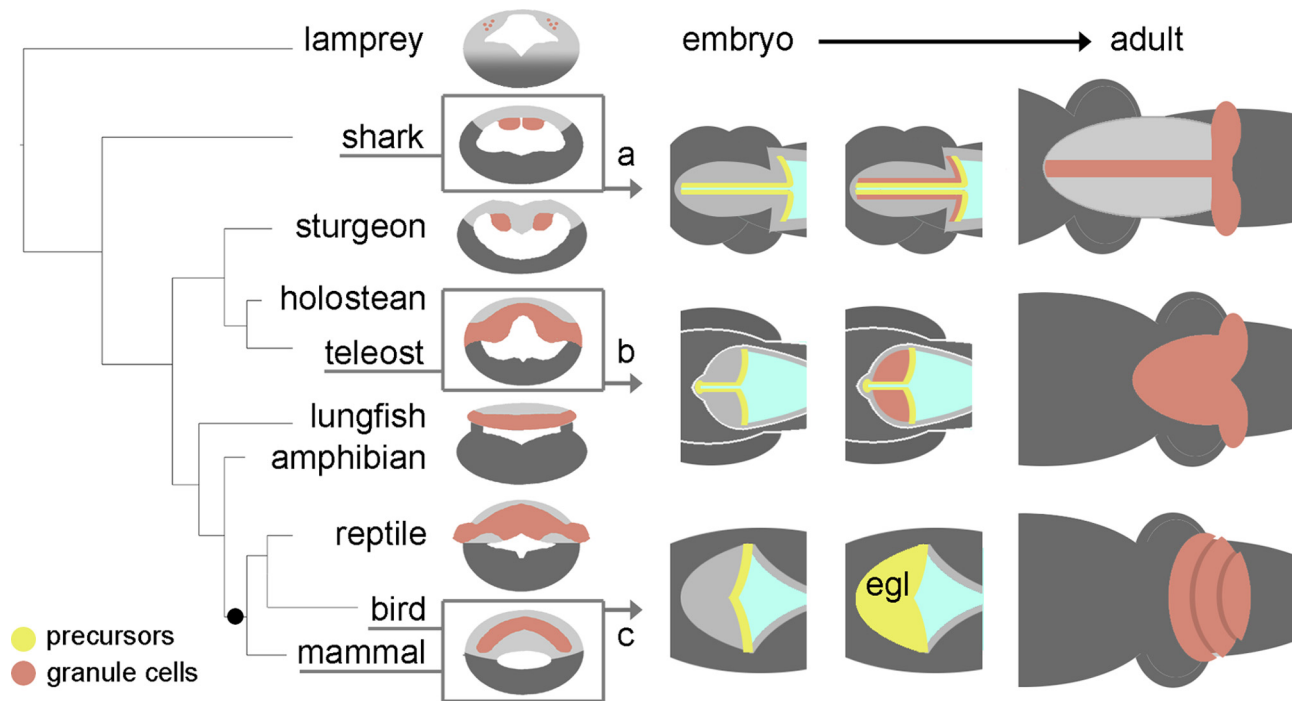 lamprey
embryo
adult
shark
a
sturgeon
holostean
teleost
b
lungfish
amphibian
reptile
egl
bird
c
mammal
precursors
granule cells